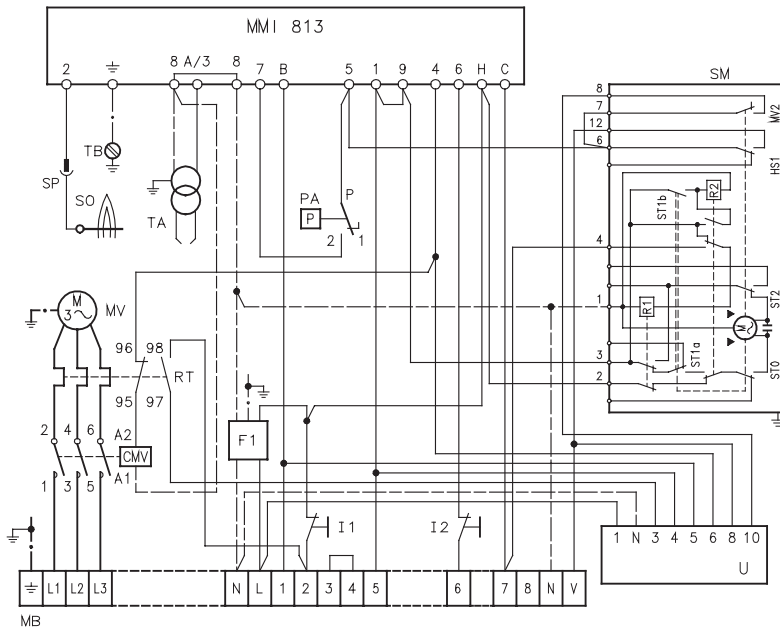 MMI 813
2 8 A/3 8 7 B 5 1 9 4 6 H C
SM
8
7
12
6
MV2
HS1
TB
SP
SO
TA
PA
P
P
2 1
ST1b
R2
4
1
R1
ST2
M
3
2
ST1a
ST0
M
3
MV
96 98
RT
95 97
2 4 6 A2
CMV
1 3 5 A1
F1
I1
I2
1 N 3 4 5 6 8 10
U
L1 L2 L3 N L 1 2 3 4 5 6 7 8 N V
MB